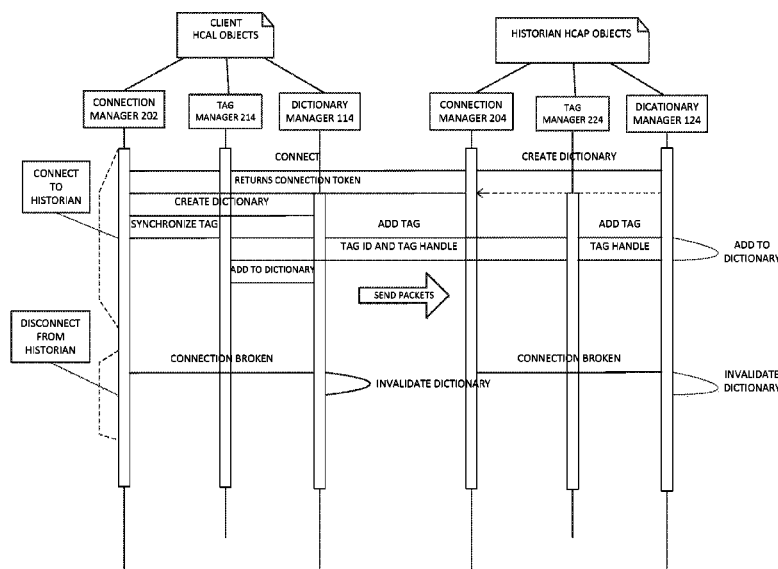 CLIENT
HCAL OBJECTS
HISTORIAN HCAP OBJECTS
CONNECTION
MANAGER 202
TAG
MANAGER 214
DICTIONARY
MANAGER 114
CONNECTION
MANAGER 204
TAG
MANAGER 224
DICATIONARY
MANAGER 124
CONNECT
CREATE DICTIONARY
CONNECT
TO
HISTORIAN
RETURNS CONNECTION TOKEN
CREATE DICTIONARY
SYNCHRONIZE TAG
ADD TAG
ADD TAG
TAG ID AND TAG HANDLE
TAG HANDLE
ADD TO
DICTIONARY
ADD TO DICTIONARY
SEND PACKETS
DISCONNECT
FROM
HISTORIAN
CONNECTION BROKEN
CONNECTION BROKEN
INVALIDATE DICTIONARY
INVALIDATE
DICTIONARY